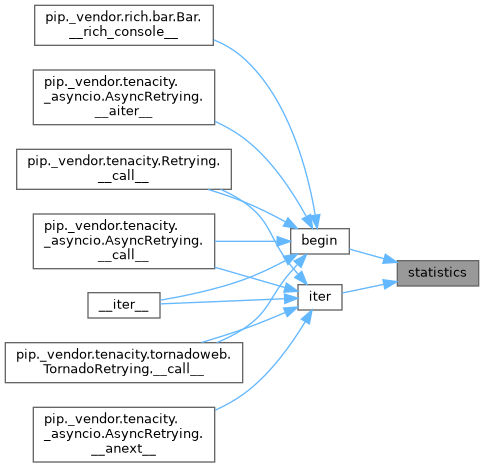 pip._vendor.rich.bar.Bar.
__rich_console__
pip._vendor.tenacity.
_asyncio.AsyncRetrying.
__aiter__
pip._vendor.tenacity.Retrying.
__call__
pip._vendor.tenacity.
_asyncio.AsyncRetrying.
__call__
__iter__
pip._vendor.tenacity.tornadoweb.
TornadoRetrying.__call__
pip._vendor.tenacity.
_asyncio.AsyncRetrying.
__anext__
begin
iter
statistics